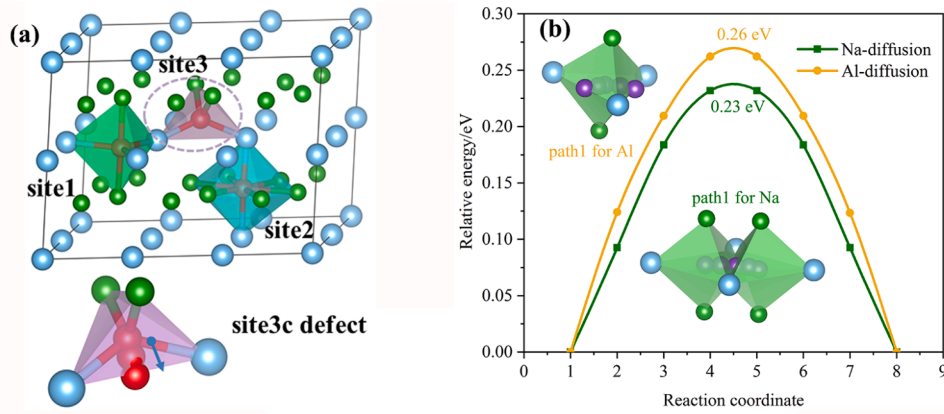 (a)
site3
site1
site2
site3c defect
(b)
0.26 eV
Na-diffusion
Al-diffusion
0.23 eV
path1 for Al
path1 for Na
Relative energy/eV
0.30
0.25
0.20
0.15
0.10
0.05
0.00
0 1 2 3 4 5 6 7 8 9
Reaction coordinate